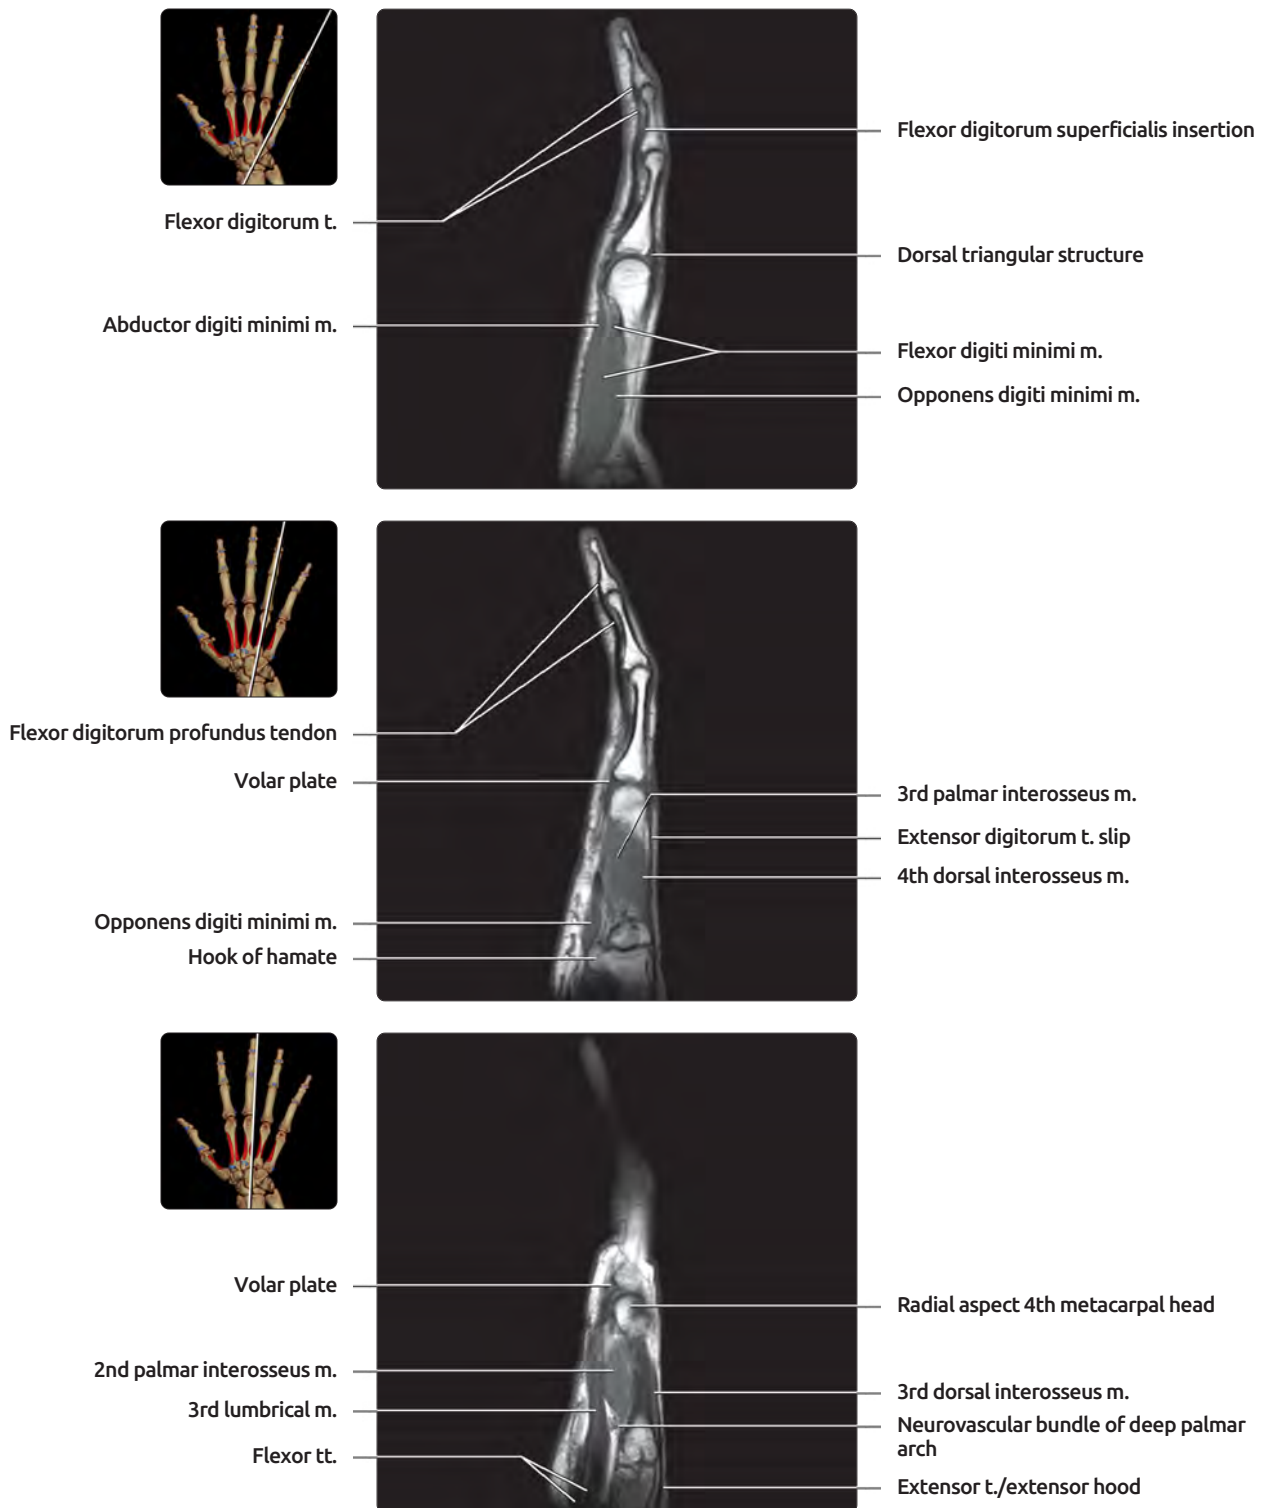 Flexor digitorum superficialis insertion
Flexor digitorum t.
Dorsal triangular structure
Abductor digiti minimi m.
Flexor digiti minimi m.
Opponens digiti minimi m.
Flexor digitorum profundus tendon
Volar plate
3rd palmar interosseus m.
Extensor digitorum t. slip
4th dorsal interosseus m.
Opponens digiti minimi m.
Hook of hamate
Volar plate
Radial aspect 4th metacarpal head
2nd palmar interosseus m.
3rd dorsal interosseus m.
3rd lumbrical m.
Neurovascular bundle of deep palmar
arch
Flexor tt.
Extensor t./extensor hood